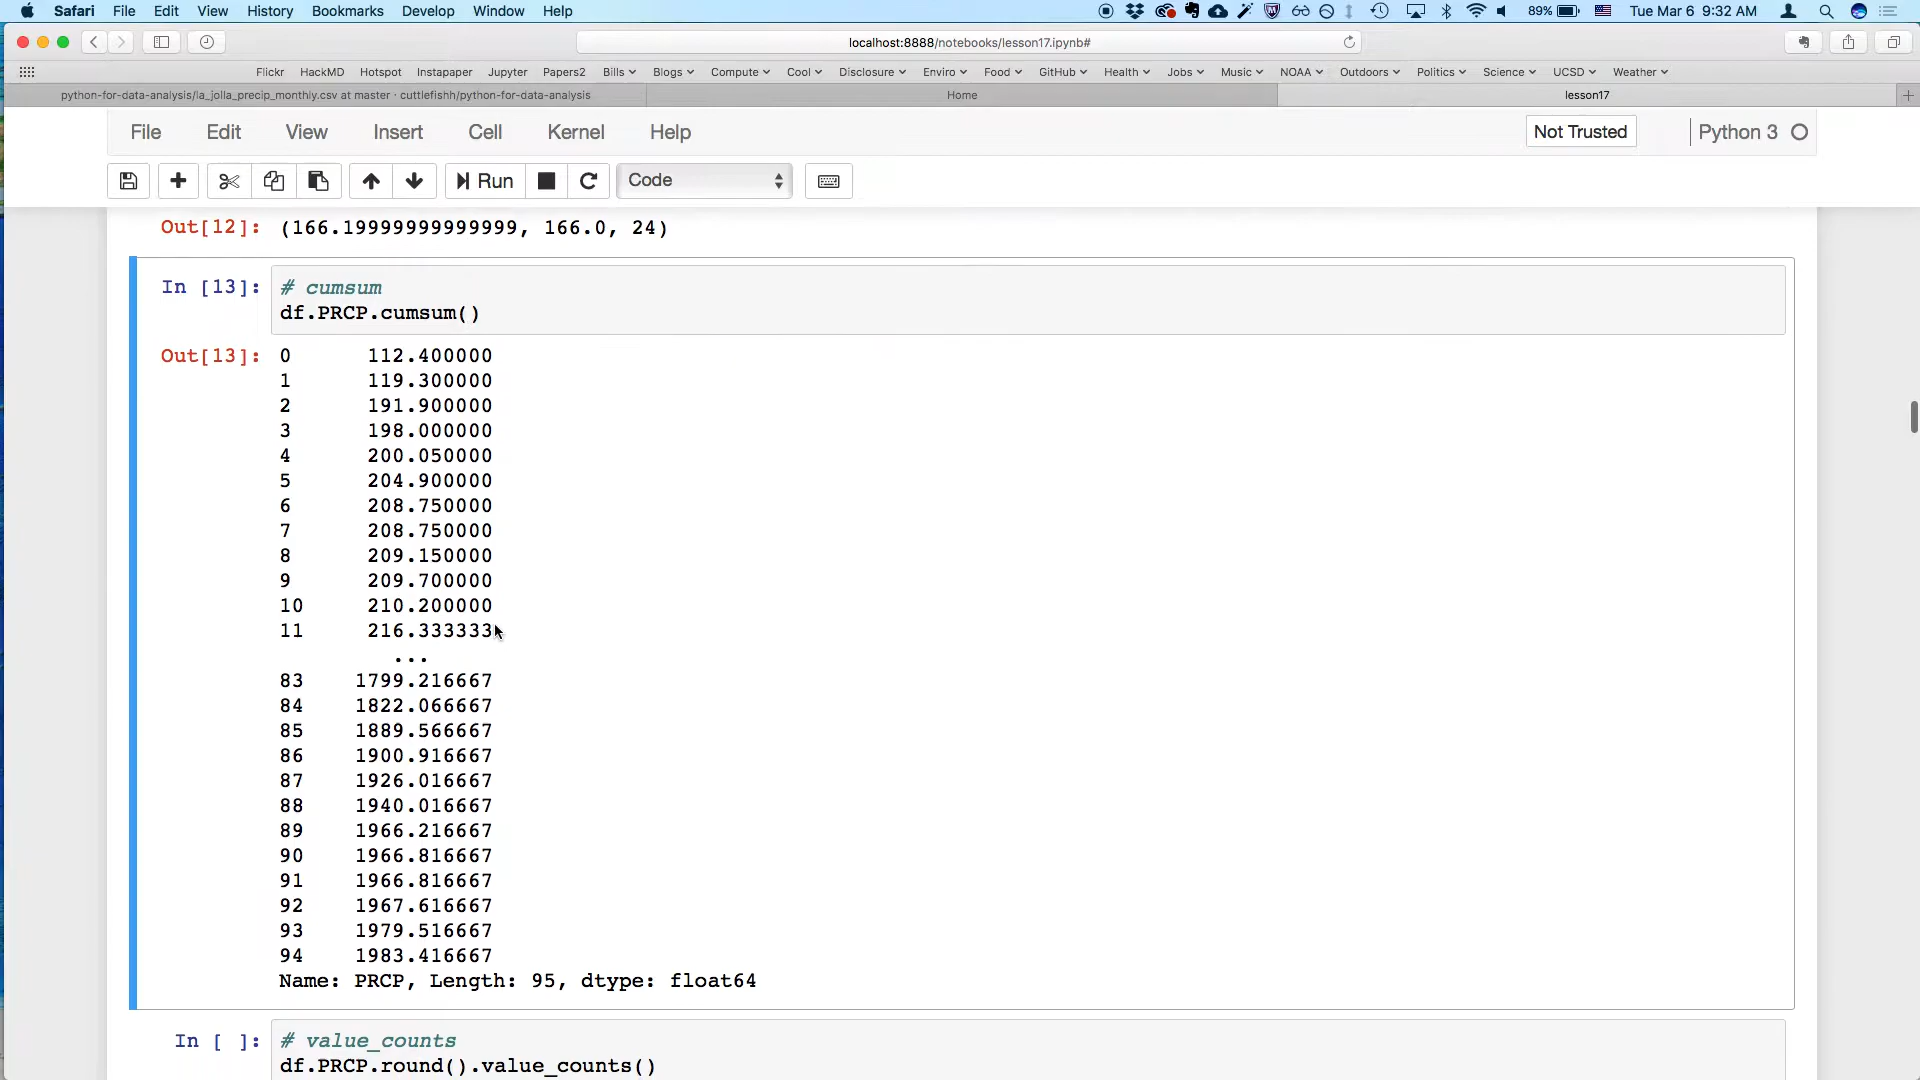 Safari File Edit View History Bookmarks Develop Window Help 89% Tue Mar 6 9:32 AM
localhost:8888/notebooks/lesson17.ipynb#
Flickr HackMD Hotspot Instapaper Jupyter Papers2 Bills Blogs Compute Cool Disclosure Enviro Food GitHub Health Jobs Music NOAA Outdoors Politics Science UCSD Weather
python-for-data-analysis/la_jolla_precip_monthly.csv at master · cuttlefishh/python-for-data-analysis Home lesson17
File Edit View Insert Cell Kernel Help Not Trusted Python 3
Run Code
Out[12]: (166.19999999999999, 166.0, 24)
In [13]: # cumsum
df.PRCP.cumsum()
Out[13]: 0 112.400000
1 119.300000
2 191.900000
3 198.000000
4 200.050000
5 204.900000
6 208.750000
7 208.750000
8 209.150000
9 209.700000
10 210.200000
11 216.333333
...
83 1799.216667
84 1822.066667
85 1889.566667
86 1900.916667
87 1926.016667
88 1940.016667
89 1966.216667
90 1966.816667
91 1966.816667
92 1967.616667
93 1979.516667
94 1983.416667
Name: PRCP, Length: 95, dtype: float64
In [ ]: # value_counts
df.PRCP.round().value_counts()